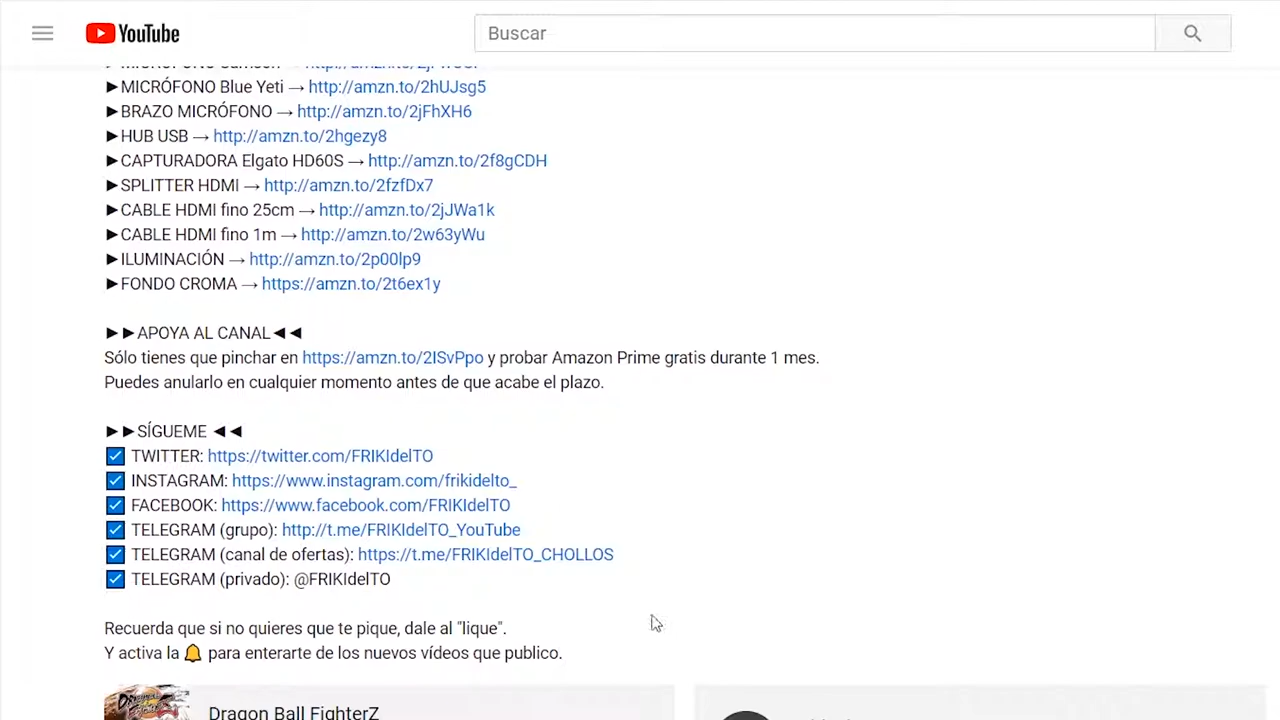 YouTube
Buscar
►MICRÓFONO Blue Yeti → http://amzn.to/2hUJsg5
►BRAZO MICRÓFONO → http://amzn.to/2jFhXH6
►HUB USB → http://amzn.to/2hgezy8
►CAPTURADORA Elgato HD60S → http://amzn.to/2f8gCDH
►SPLITTER HDMI → http://amzn.to/2fzfDx7
►CABLE HDMI fino 25cm → http://amzn.to/2jJWa1k
►CABLE HDMI fino 1m → http://amzn.to/2w63yWu
►ILUMINACIÓN → http://amzn.to/2p00lp9
►FONDO CROMA → https://amzn.to/2t6ex1y
►►APOYA AL CANAL◄◄
Sólo tienes que pinchar en https://amzn.to/2ISvPpo y probar Amazon Prime gratis durante 1 mes.
Puedes anularlo en cualquier momento antes de que acabe el plazo.
►►SÍGUEME ◄◄
☑ TWITTER: https://twitter.com/FRIKIdelTO
☑ INSTAGRAM: https://www.instagram.com/frikidelto_
☑ FACEBOOK: https://www.facebook.com/FRIKIdelTO
☑ TELEGRAM (grupo): http://t.me/FRIKIdelTO_YouTube
☑ TELEGRAM (canal de ofertas): https://t.me/FRIKIdelTO_CHOLLOS
☑ TELEGRAM (privado): @FRIKIdelTO
Recuerda que si no quieres que te pique, dale al "lique".
Y activa la 🔔 para enterarte de los nuevos vídeos que publico.
Dragon Ball FighterZ